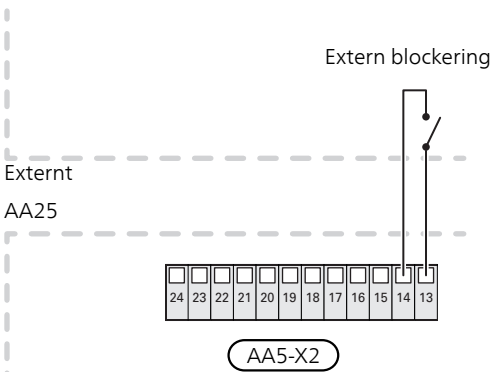 Extern blockering
Externt
AA25
24 23 22 21 20 19 18 17 16 15 14 13
AA5-X2